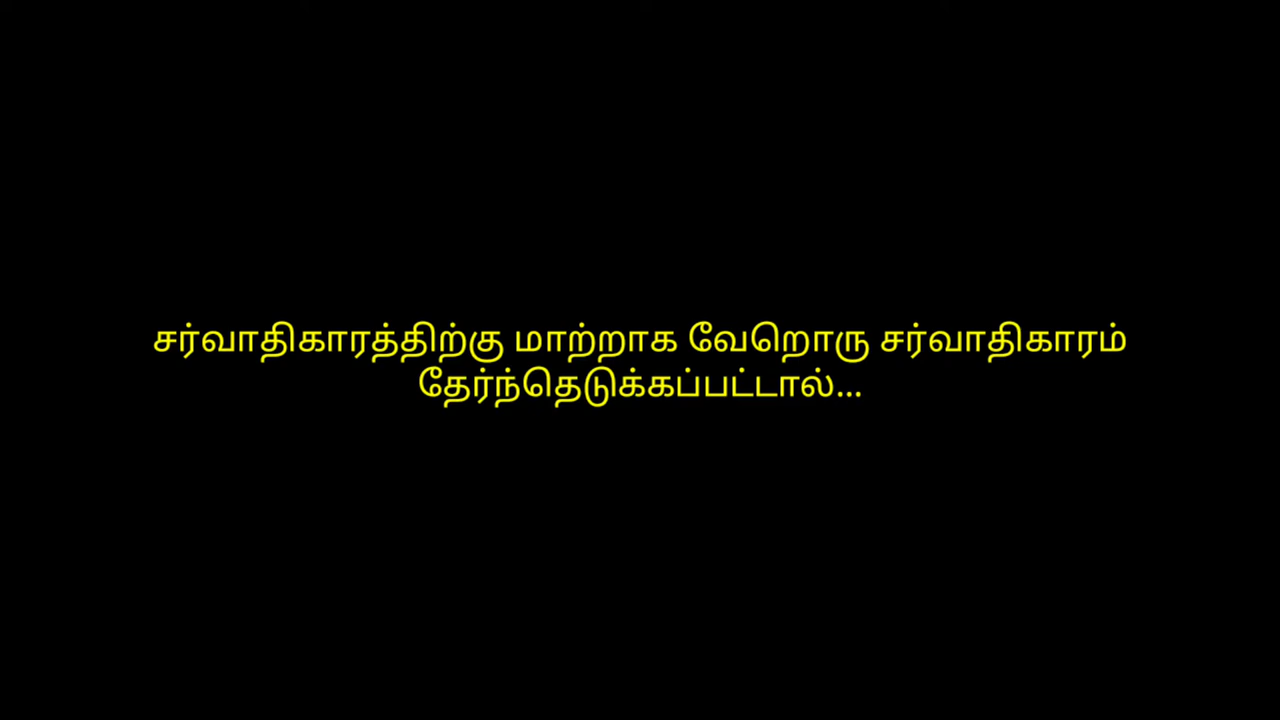 சர்வாதிகாரத்திற்கு மாற்றாக வேறொரு சர்வாதிகாரம்
தேர்ந்தெடுக்கப்பட்டால்...